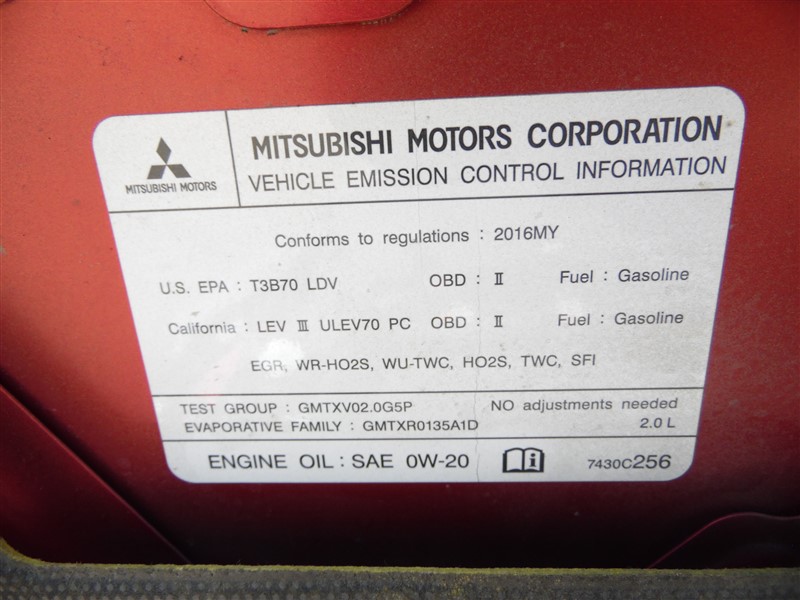 MITSUBISHI MOTORS
MITSUBISHI MOTORS CORPORATION
VEHICLE EMISSION CONTROL INFORMATION
Conforms to regulations : 2016MY
U.S. EPA : T3B70 LDV OBD : II Fuel : Gasoline
California : LEV III ULEV70 PC OBD : II Fuel : Gasoline
EGR, WR-HO2S, WU-TWC, HO2S, TWC, SFI
TEST GROUP : GMTXV02.0G5P NO adjustments needed
EVAPORATIVE FAMILY : GMTXR0135A1D 2.0 L
ENGINE OIL : SAE 0W-20 i 7430C256